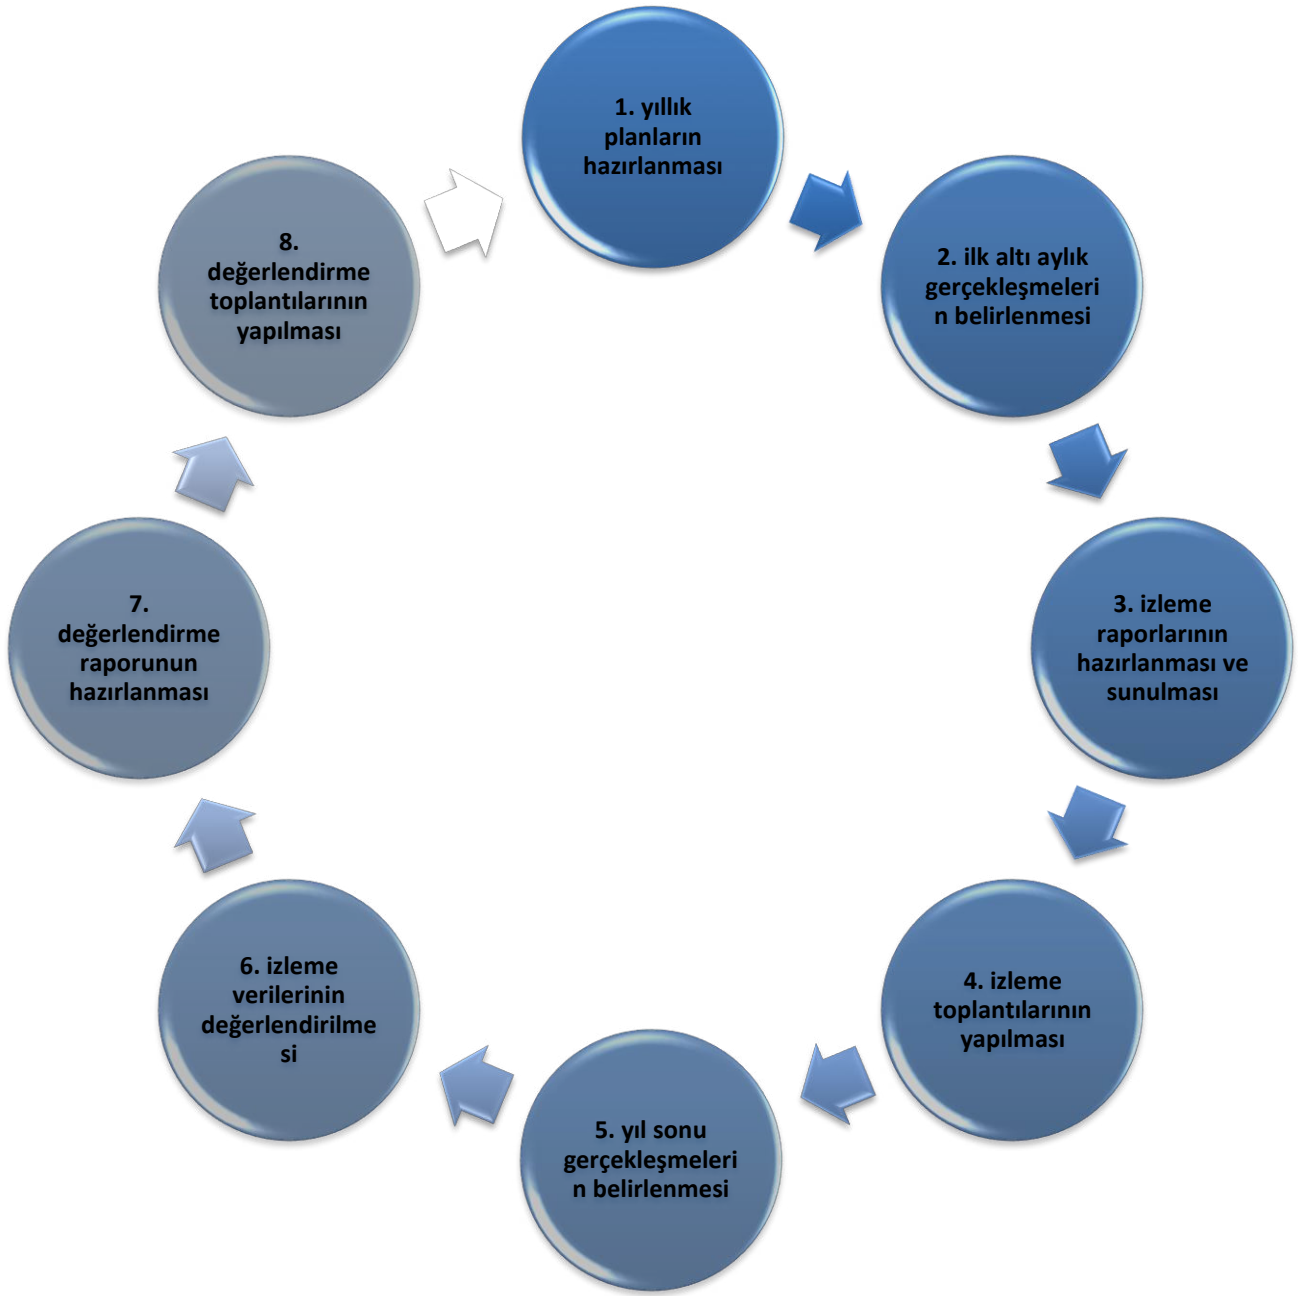 1. yıllık
planların
hazırlanması
2. ilk altı aylık
gerçekleşmeleri
n belirlenmesi
3. izleme
raporlarının
hazırlanması ve
sunulması
4. izleme
toplantılarının
yapılması
5. yıl sonu
gerçekleşmeleri
n belirlenmesi
6. izleme
verilerinin
değerlendirilme
si
7.
değerlendirme
raporunun
hazırlanması
8.
değerlendirme
toplantılarının
yapılması